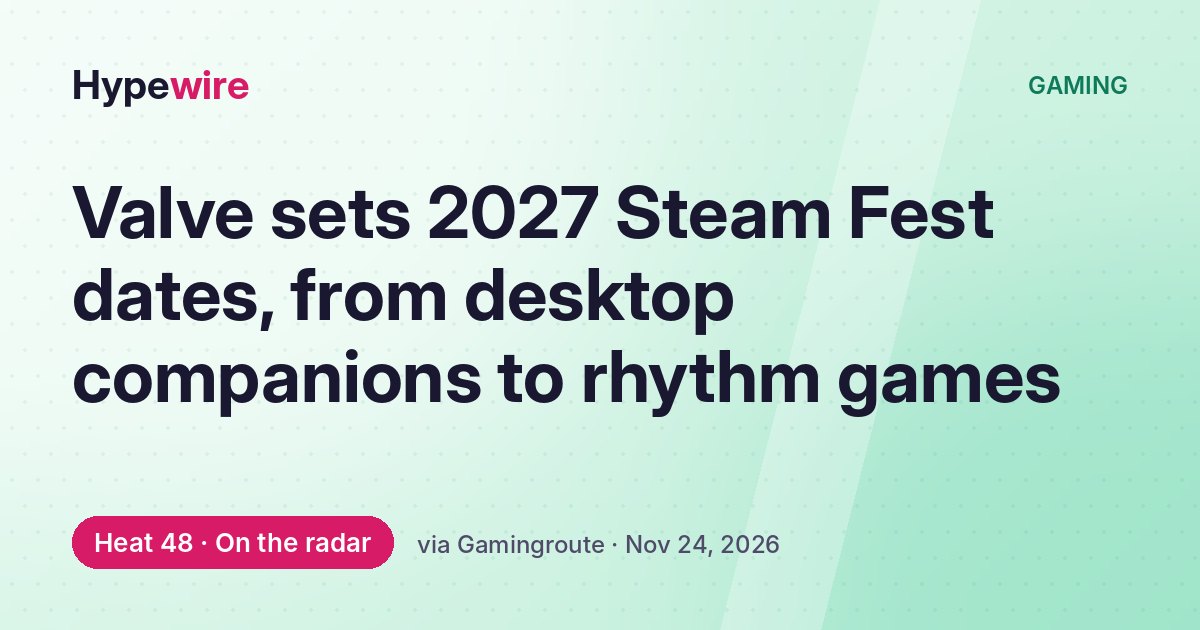 Hypewire
GAMING
Valve sets 2027 Steam Fest
dates, from desktop
companions to rhythm games
Heat 48 · On the radar
via Gamingroute · Nov 24, 2026